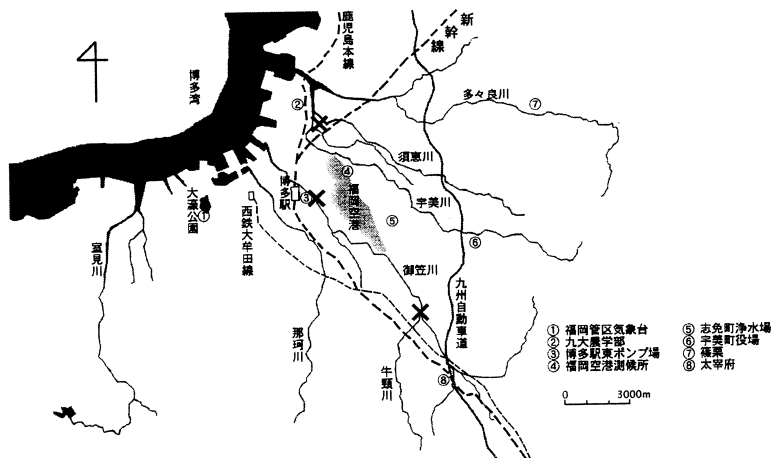 新幹線
鹿児島本線
博多湾
多々良川
⑦
②
須恵川
④
福岡空港
宇美川
博多駅
③
大濠公園
①
西鉄大牟田線
⑤
⑥
室見川
御笠川
九州自動車道
那珂川
牛頸川
⑧
① 福岡管区気象台
② 九大農学部
③ 博多駅東ポンプ場
④ 福岡空港測候所
⑤ 志免町浄水場
⑥ 宇美町役場
⑦ 篠栗
⑧ 太宰府
0 3000m